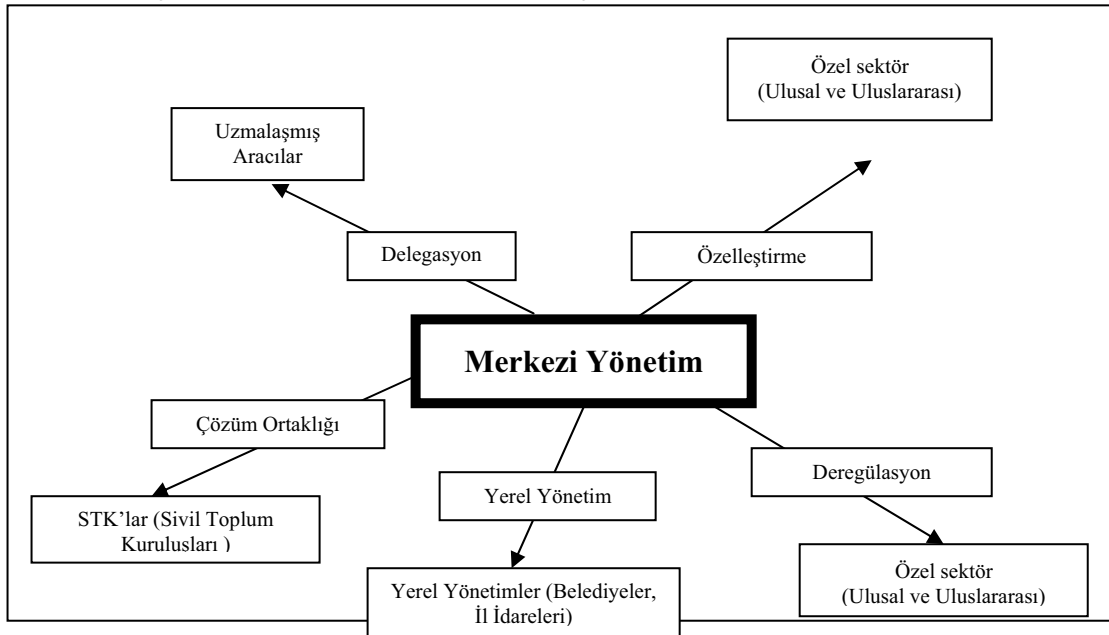 Özel sektör
(Ulusal ve Uluslararası)
Uzmalaşmış
Aracılar
Delegasyon
Özelleştirme
Merkezi Yönetim
Çözüm Ortaklığı
Deregülasyon
Yerel Yönetim
STK’lar (Sivil Toplum
Kurulusları )
Özel sektör
(Ulusal ve Uluslararası)
Yerel Yönetimler (Belediyeler,
İl İdareleri)